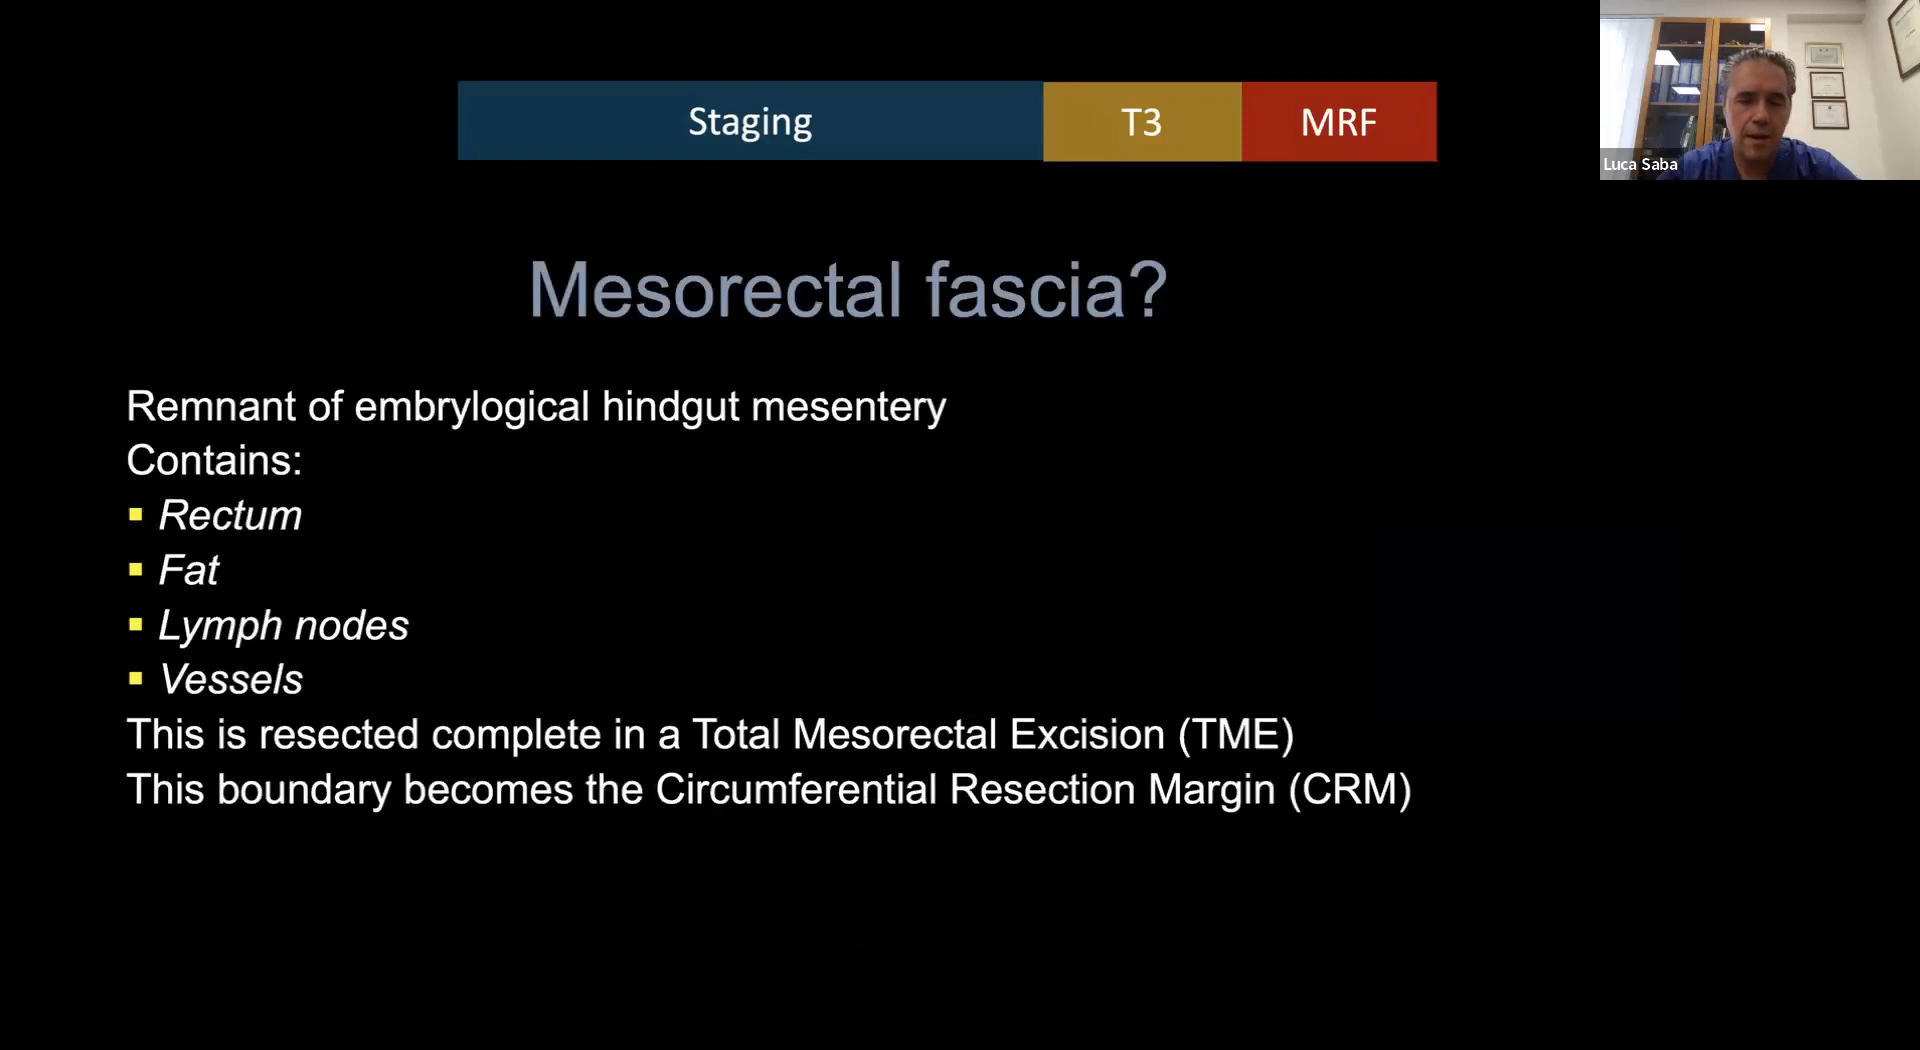 Staging T3 MRF
Luca Saba
Mesorectal fascia?
Remnant of embrylogical hindgut mesentery
Contains:
▪ Rectum
▪ Fat
▪ Lymph nodes
▪ Vessels
This is resected complete in a Total Mesorectal Excision (TME)
This boundary becomes the Circumferential Resection Margin (CRM)